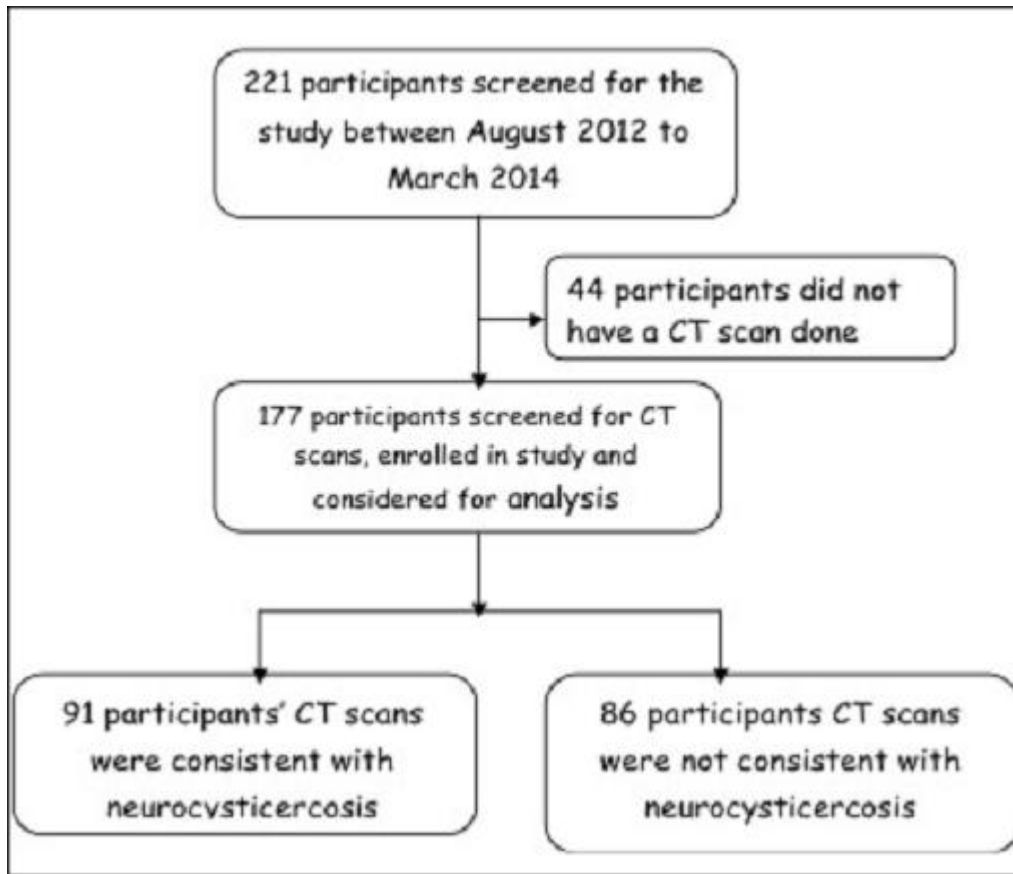 221 participants screened for the
study between August 2012 to
March 2014
44 participants did not
have a CT scan done
177 participants screened for CT
scans, enrolled in study and
considered for analysis
91 participants' CT scans
were consistent with
neurocysticercosis
86 participants CT scans
were not consistent with
neurocysticercosis